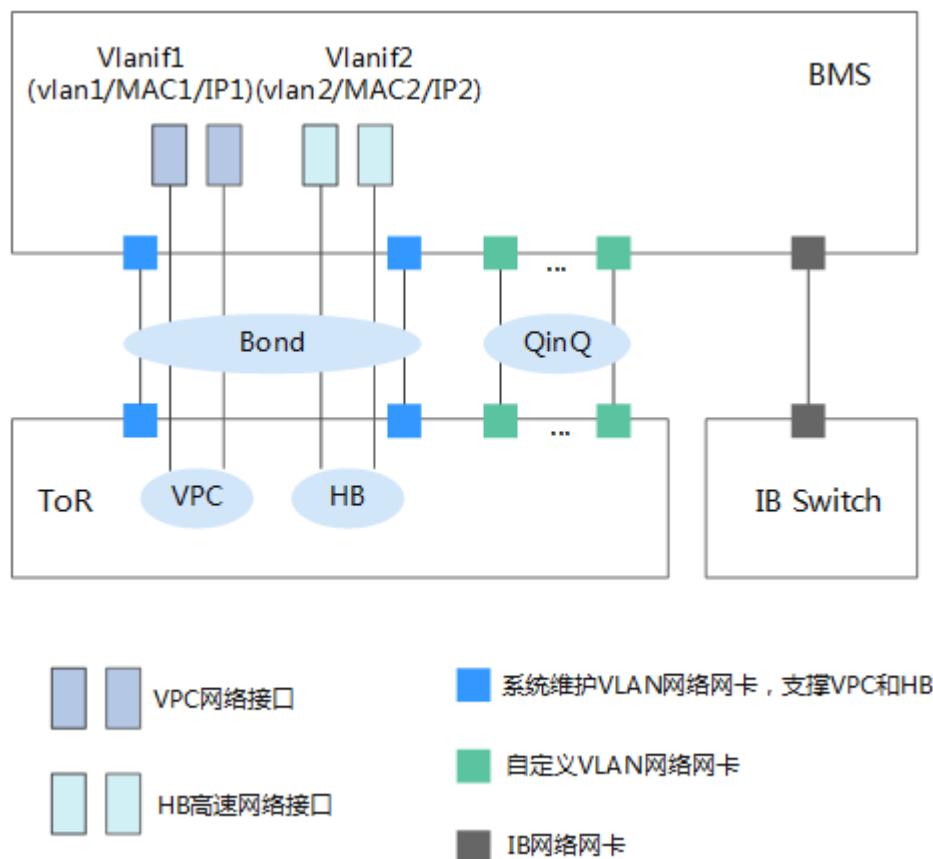 Vlanif1 Vlanif2
(vlan1/MAC1/IP1)(vlan2/MAC2/IP2)
BMS
...
Bond
QinQ
...
ToR
VPC
HB
IB Switch
VPC网络接口
系统维护VLAN网络网卡，支撑VPC和HB
自定义VLAN网络网卡
HB高速网络接口
IB网络网卡